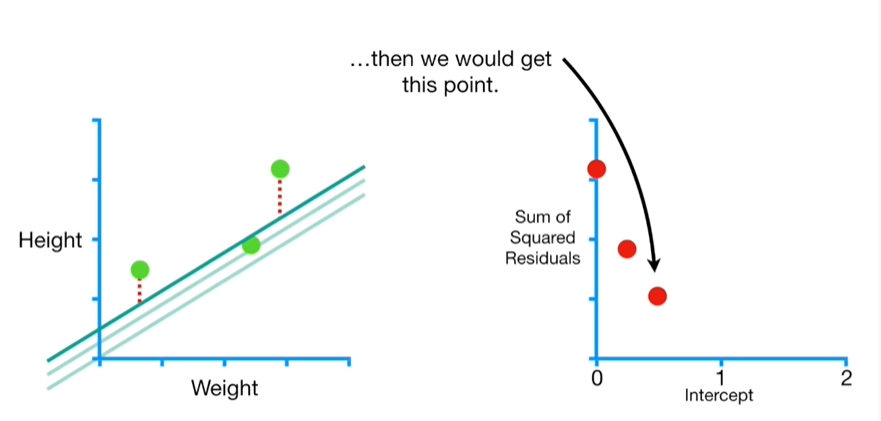 …then we would get
this point.
Height
Weight
Sum of
Squared
Residuals
0
1
2
Intercept